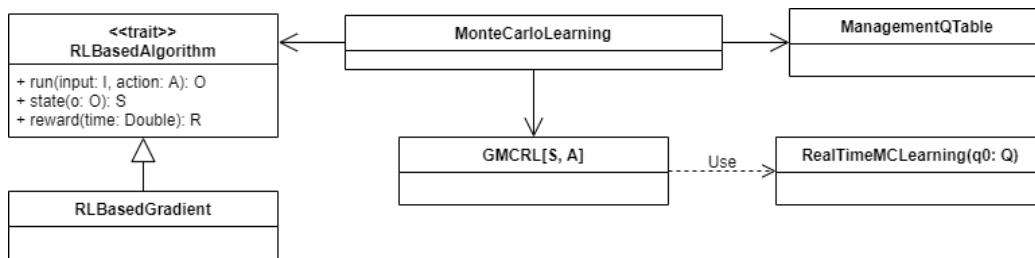 <<trait>>
RLBasedAlgorithm
+ run(input: I, action: A): O
+ state(o: O): S
+ reward(time: Double): R
MonteCarloLearning
ManagementQTable
GMCRL[S, A]
Use
RealTimeMCLearning(q0: Q)
RLBasedGradient